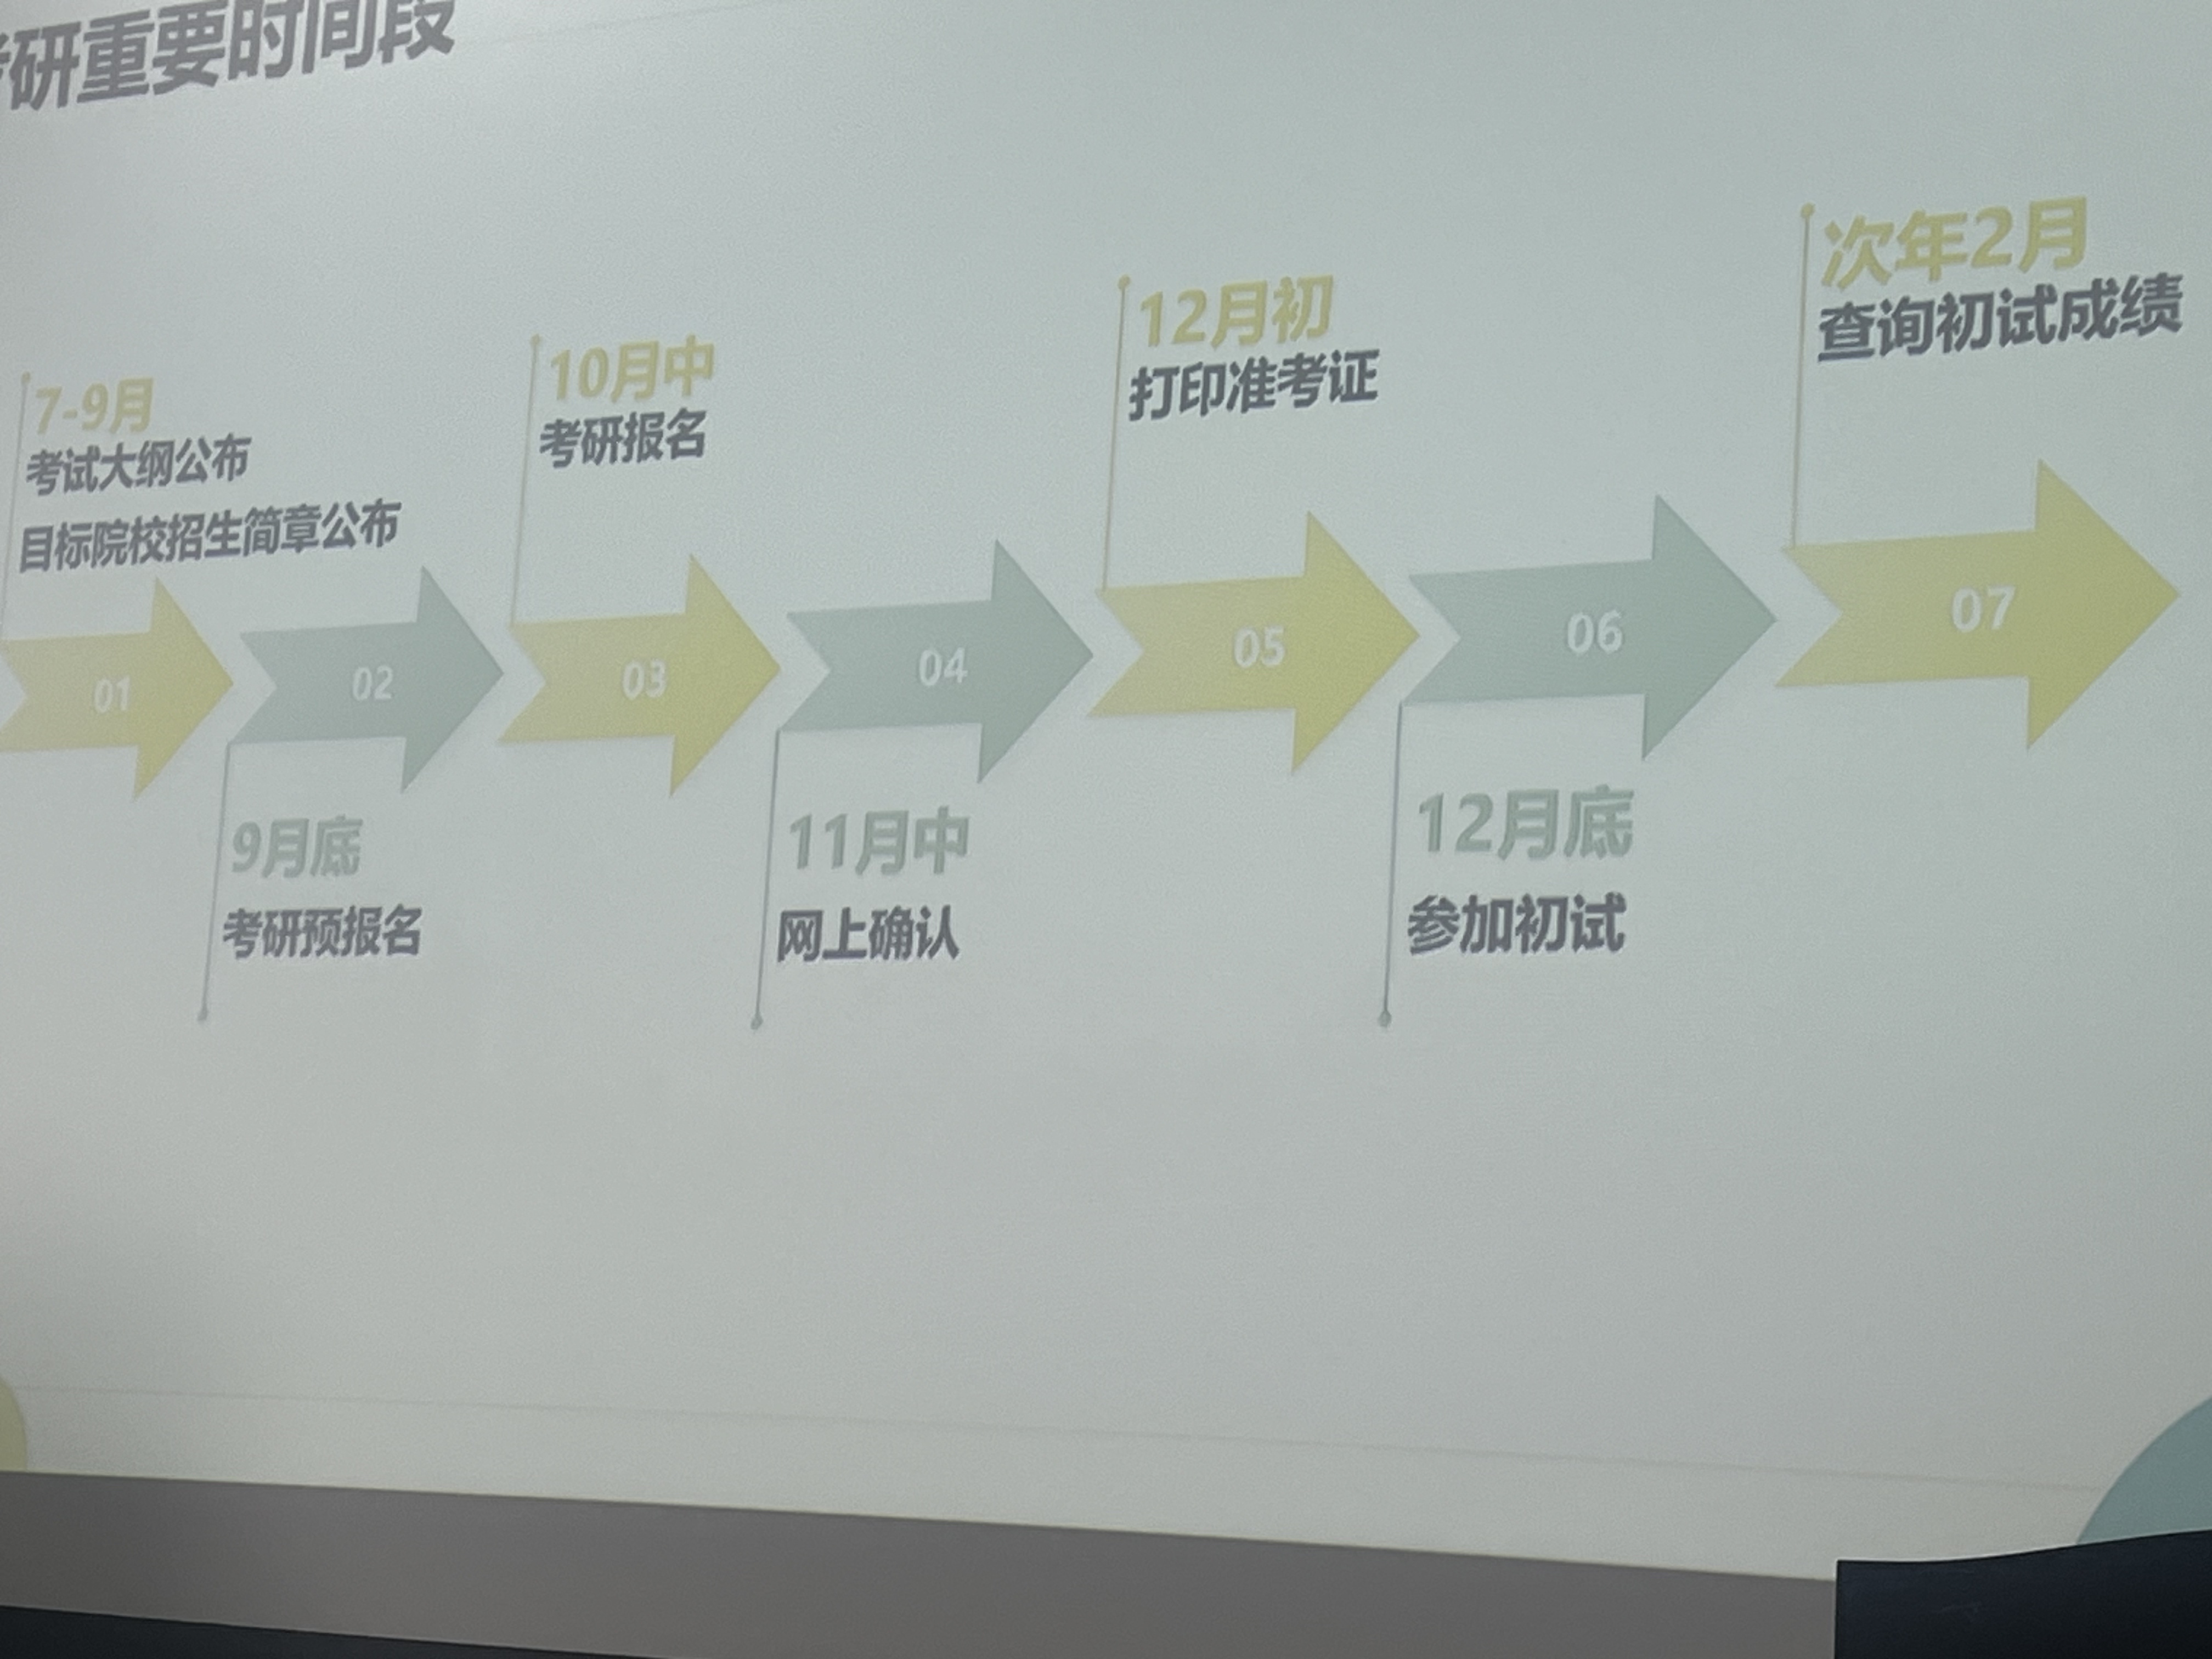 考研重要时间段
7-9月
考试大纲公布
目标院校招生简章公布
01
9月底
考研预报名
02
10月中
考研报名
03
11月中
网上确认
04
12月初
打印准考证
05
12月底
参加初试
06
次年2月
查询初试成绩
07